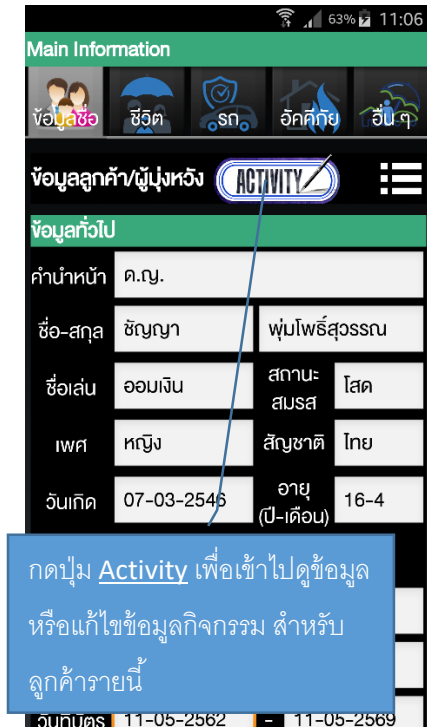 63% 11:06
Main Information
ข้อมูลชื่อ ชีวิต รถ อัคคีภัย อื่น ๆ
ข้อมูลลูกค้า/ผู้มุ่งหวัง ACTIVITY
ข้อมูลทั่วไป
คำนำหน้า ด.ญ.
ชื่อ-สกุล ชัญญา พุ่มโพธิ์สุวรรณ
ชื่อเล่น ออมเงิน สถานะ สมรส โสด
เพศ หญิง สัญชาติ ไทย
วันเกิด 07-03-2546 อายุ (ปี-เดือน) 16-4
กดปุ่ม Activity เพื่อเข้าไปดูข้อมูล
หรือแก้ไขข้อมูลกิจกรรม สำหรับ
ลูกค้ารายนี้
วันที่บัตร 11-05-2562 - 11-05-2569